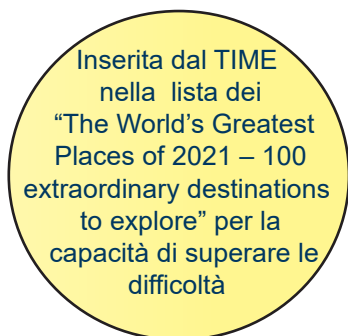 Inserita dal TIME
nella lista dei
“The World’s Greatest
Places of 2021 – 100
extraordinary destinations
to explore” per la
capacità di superare le
difficoltà